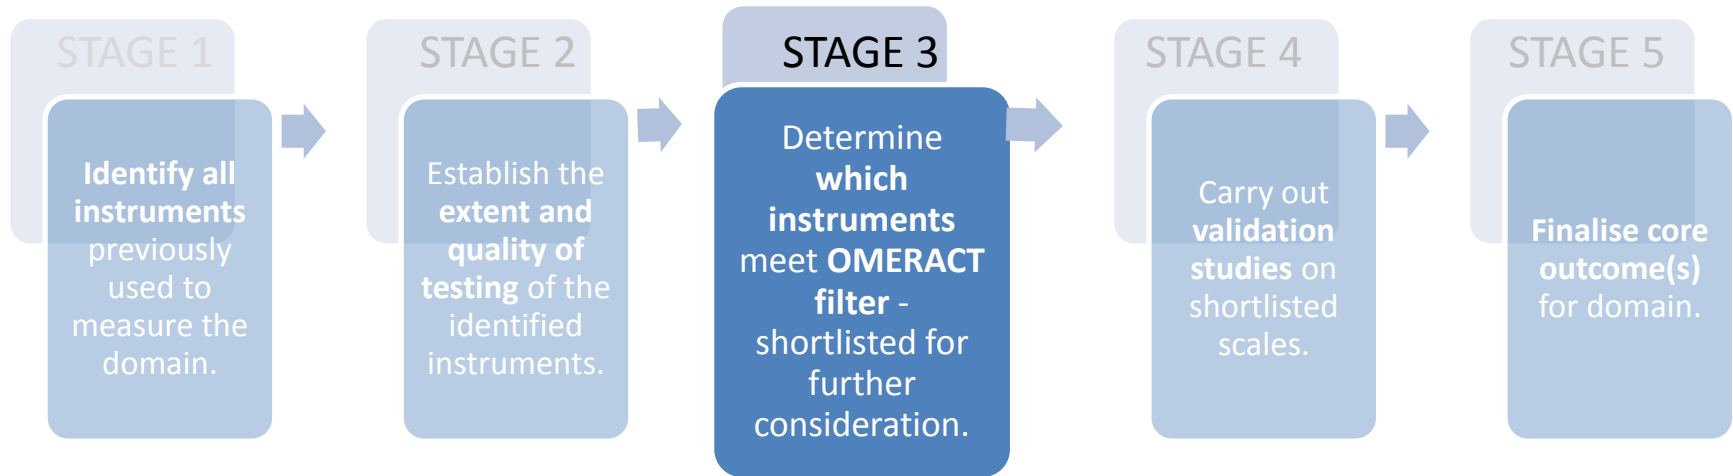 STAGE 1
Identify all
instruments
previously
used to
measure the
domain.
STAGE 2
Establish the
extent and
quality of
testing of the
identified
instruments.
STAGE 3
Determine
which
instruments
meet OMERACT
filter -
shortlisted for
further
consideration.
STAGE 4
Carry out
validation
studies on
shortlisted
scales.
STAGE 5
Finalise core
outcome(s)
for domain.